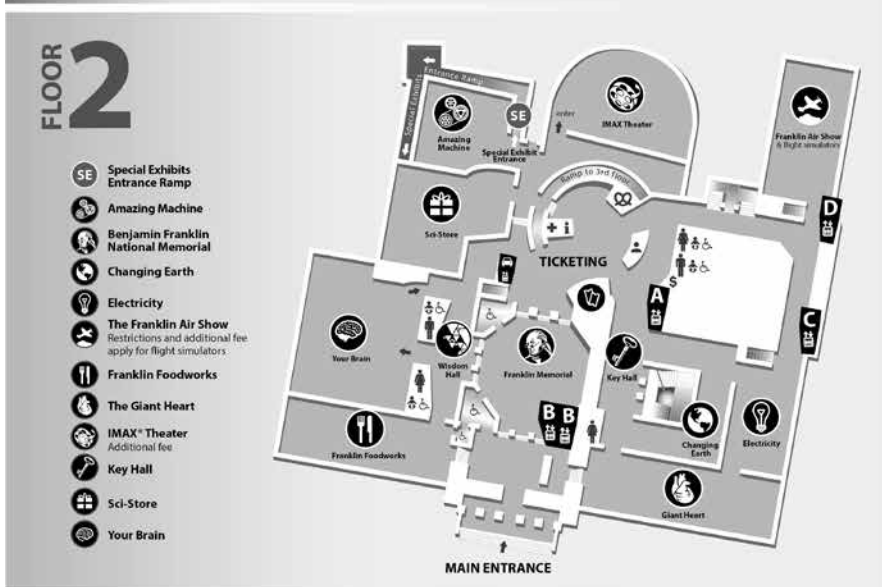 FLOOR
2
SE
Special Exhibits
Entrance Ramp
Amazing Machine
Benjamin Franklin
National Memorial
Changing Earth
Electricity
The Franklin Air Show
Restrictions and additional fee
apply for flight simulators
Franklin Foodworks
The Giant Heart
IMAX® Theater
Additional fee
Key Hall
Sci-Store
Your Brain
Entrance Ramp
Special Exhibits
Amazing
Machine
SE
Special Exhibit
Entrance
enter
IMAX Theater
Franklin Air Show
& flight simulators
Ramp to 3rd floor
Sci-Store
i
TICKETING
D
$
A
C
Your Brain
Wisdom
Hall
Franklin Memorial
Key Hall
B
B
Changing
Earth
Electricity
Franklin Foodworks
Giant Heart
MAIN ENTRANCE